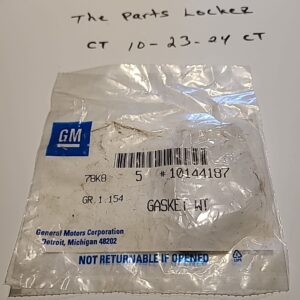 The Parts Locker
CT 10-23-24 CT
GM
78K8 5 #10144187
GR.1.154 GASKET WT
General Motors Corporation
Detroit, Michigan 48202
NOT RETURNABLE IF OPENED